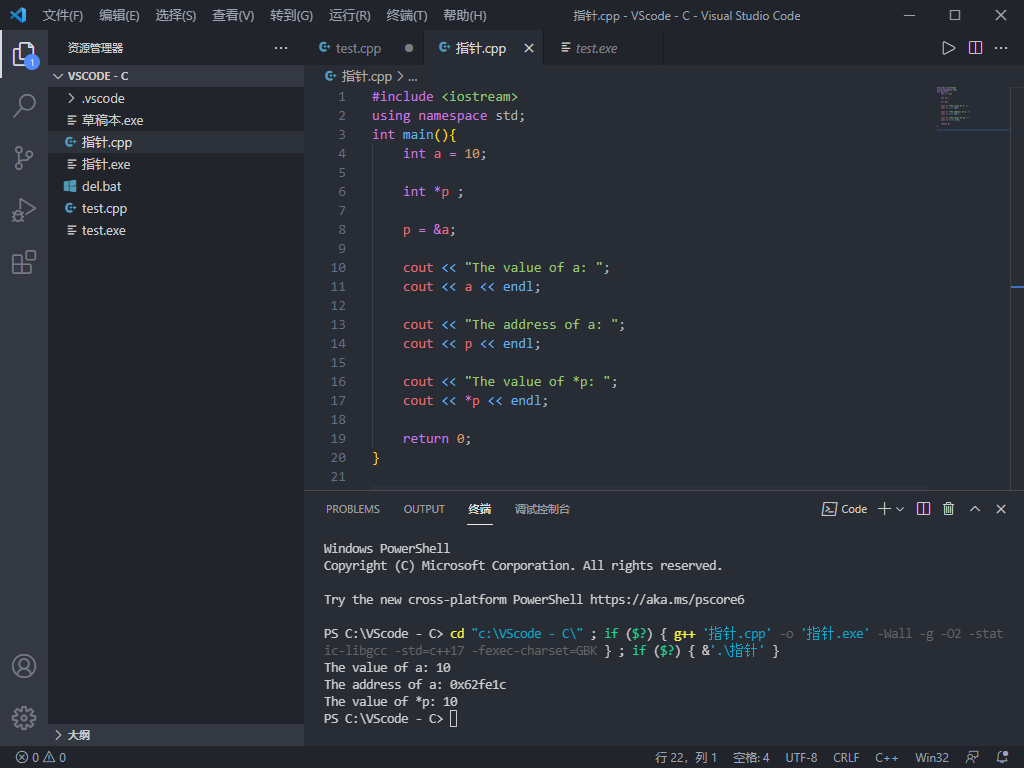 文件(F) 编辑(E) 选择(S) 查看(V) 转到(G) 运行(R) 终端(T) 帮助(H) 指针.cpp - VScode - C - Visual Studio Code
资源管理器 ···
test.cpp 指针.cpp test.exe
VSCODE - C
.vscode
草稿本.exe
指针.cpp
指针.exe
del.bat
test.cpp
test.exe
大纲
1
指针.cpp > ...
1 #include <iostream>
2 using namespace std;
3 int main(){
4     int a = 10;
5
6     int *p ;
7
8     p = &a;
9
10     cout << "The value of a: ";
11     cout << a << endl;
12
13     cout << "The address of a: ";
14     cout << p << endl;
15
16     cout << "The value of *p: ";
17     cout << *p << endl;
18
19     return 0;
20 }
21
PROBLEMS OUTPUT 终端 调试控制台 Code
Windows PowerShell
Copyright (C) Microsoft Corporation. All rights reserved.
Try the new cross-platform PowerShell https://aka.ms/pscore6
PS C:\VScode - C> cd "c:\VScode - C\" ; if ($?) { g++ '指针.cpp' -o '指针.exe' -Wall -g -O2 -stat
ic-libgcc -std=c++17 -fexec-charset=GBK } ; if ($?) { &'.\指针' }
The value of a: 10
The address of a: 0x62fe1c
The value of *p: 10
PS C:\VScode - C>
0 0 行 22，列 1 空格: 4 UTF-8 CRLF C++ Win32